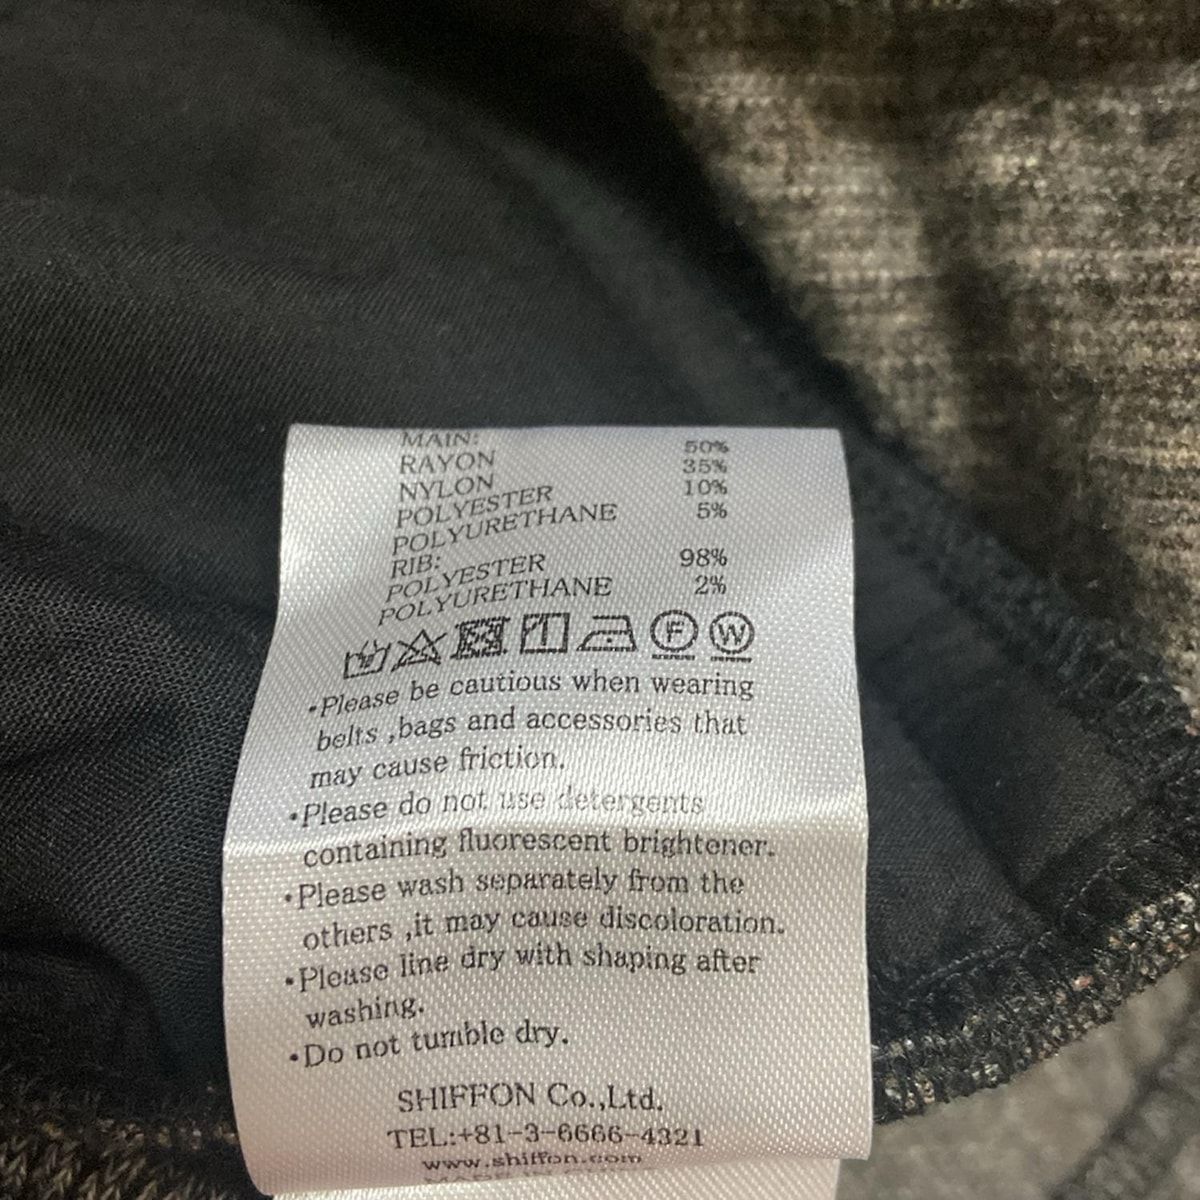 MAIN:
RAYON 50%
NYLON 35%
POLYESTER 10%
POLYURETHANE 5%
RIB:
POLYESTER 98%
POLYURETHANE 2%
F W
•Please be cautious when wearing
belts ,bags and accessories that
may cause friction.
•Please do not use detergents
containing fluorescent brightener.
•Please wash separately from the
others ,it may cause discoloration.
•Please line dry with shaping after
washing.
•Do not tumble dry.
SHIFFON Co.,Ltd.
TEL:+81-3-6666-4321
www.shiffon.com